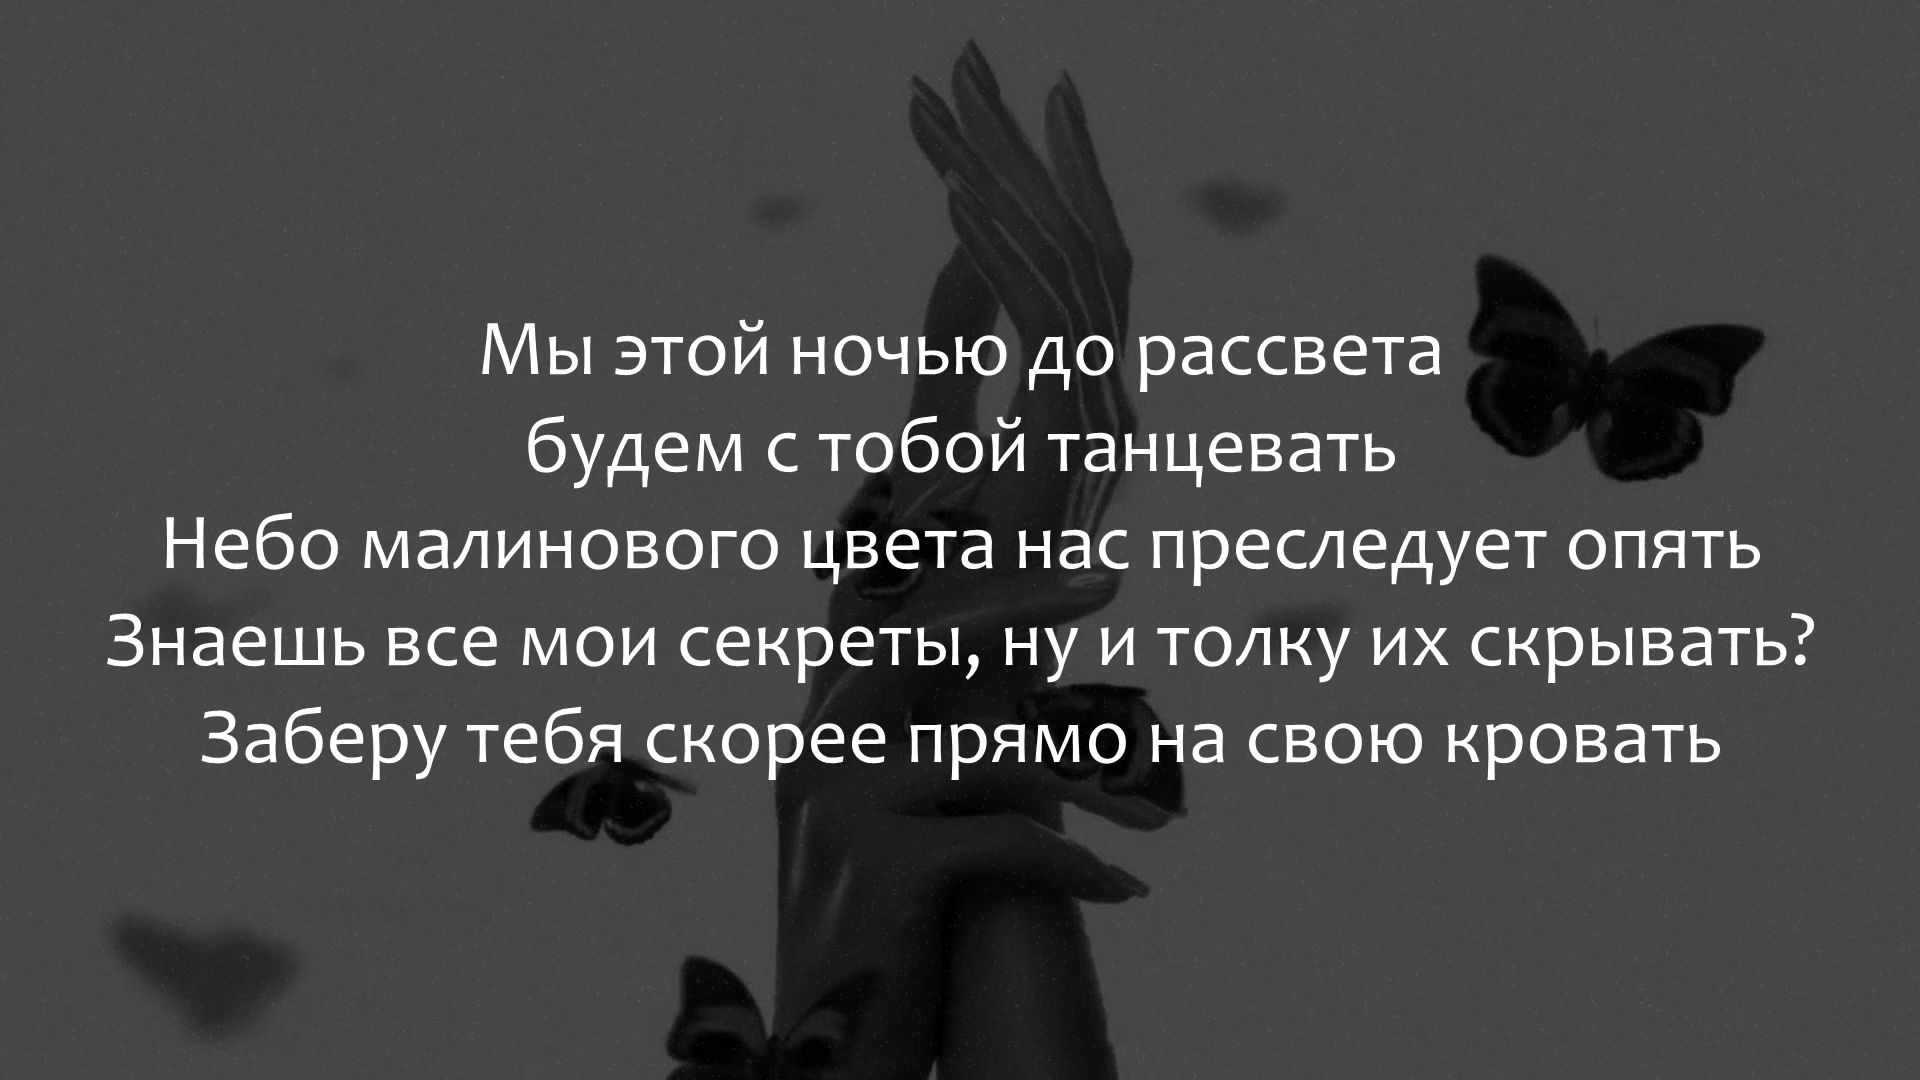 Мы этой ночью до рассвета
будем с тобой танцевать
Небо малинового цвета нас преследует опять
Знаешь все мои секреты, ну и толку их скрывать?
Заберу тебя скорее прямо на свою кровать